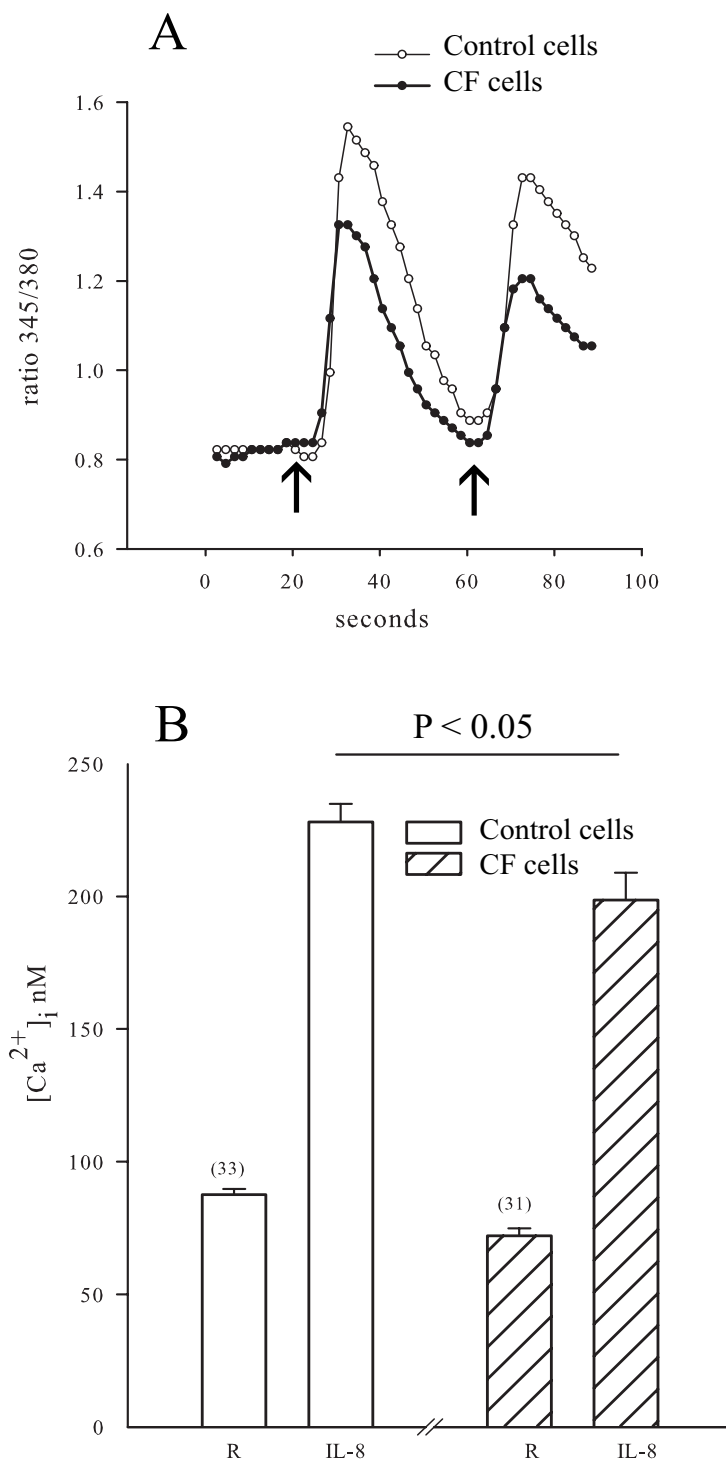 A
Control cells
CF cells
1.6
1.4
1.2
1.0
0.8
0.6
ratio 345/380
0 20 40 60 80 100
seconds
B
P < 0.05
250
200
150
100
50
0
[Ca2+]i nM
Control cells
CF cells
(33)
(31)
R IL-8 R IL-8